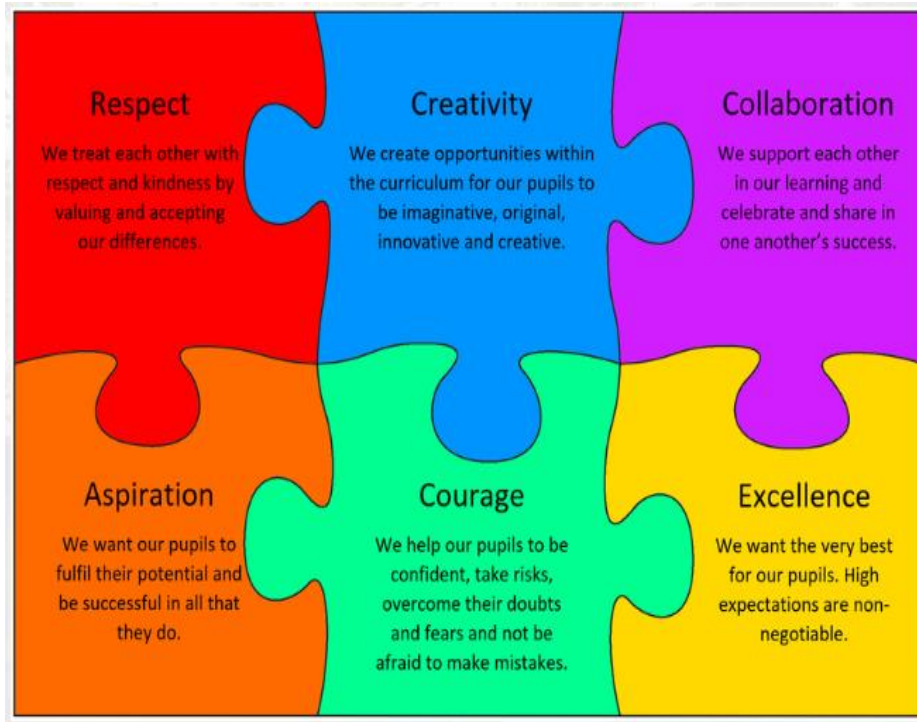 Respect
We treat each other with
respect and kindness by
valuing and accepting
our differences.
Creativity
We create opportunities within
the curriculum for our pupils to
be imaginative, original,
innovative and creative.
Collaboration
We support each other
in our learning and
celebrate and share in
one another’s success.
Aspiration
We want our pupils to
fulfil their potential and
be successful in all that
they do.
Courage
We help our pupils to be
confident, take risks,
overcome their doubts
and fears and not be
afraid to make mistakes.
Excellence
We want the very best
for our pupils. High
expectations are non-
negotiable.